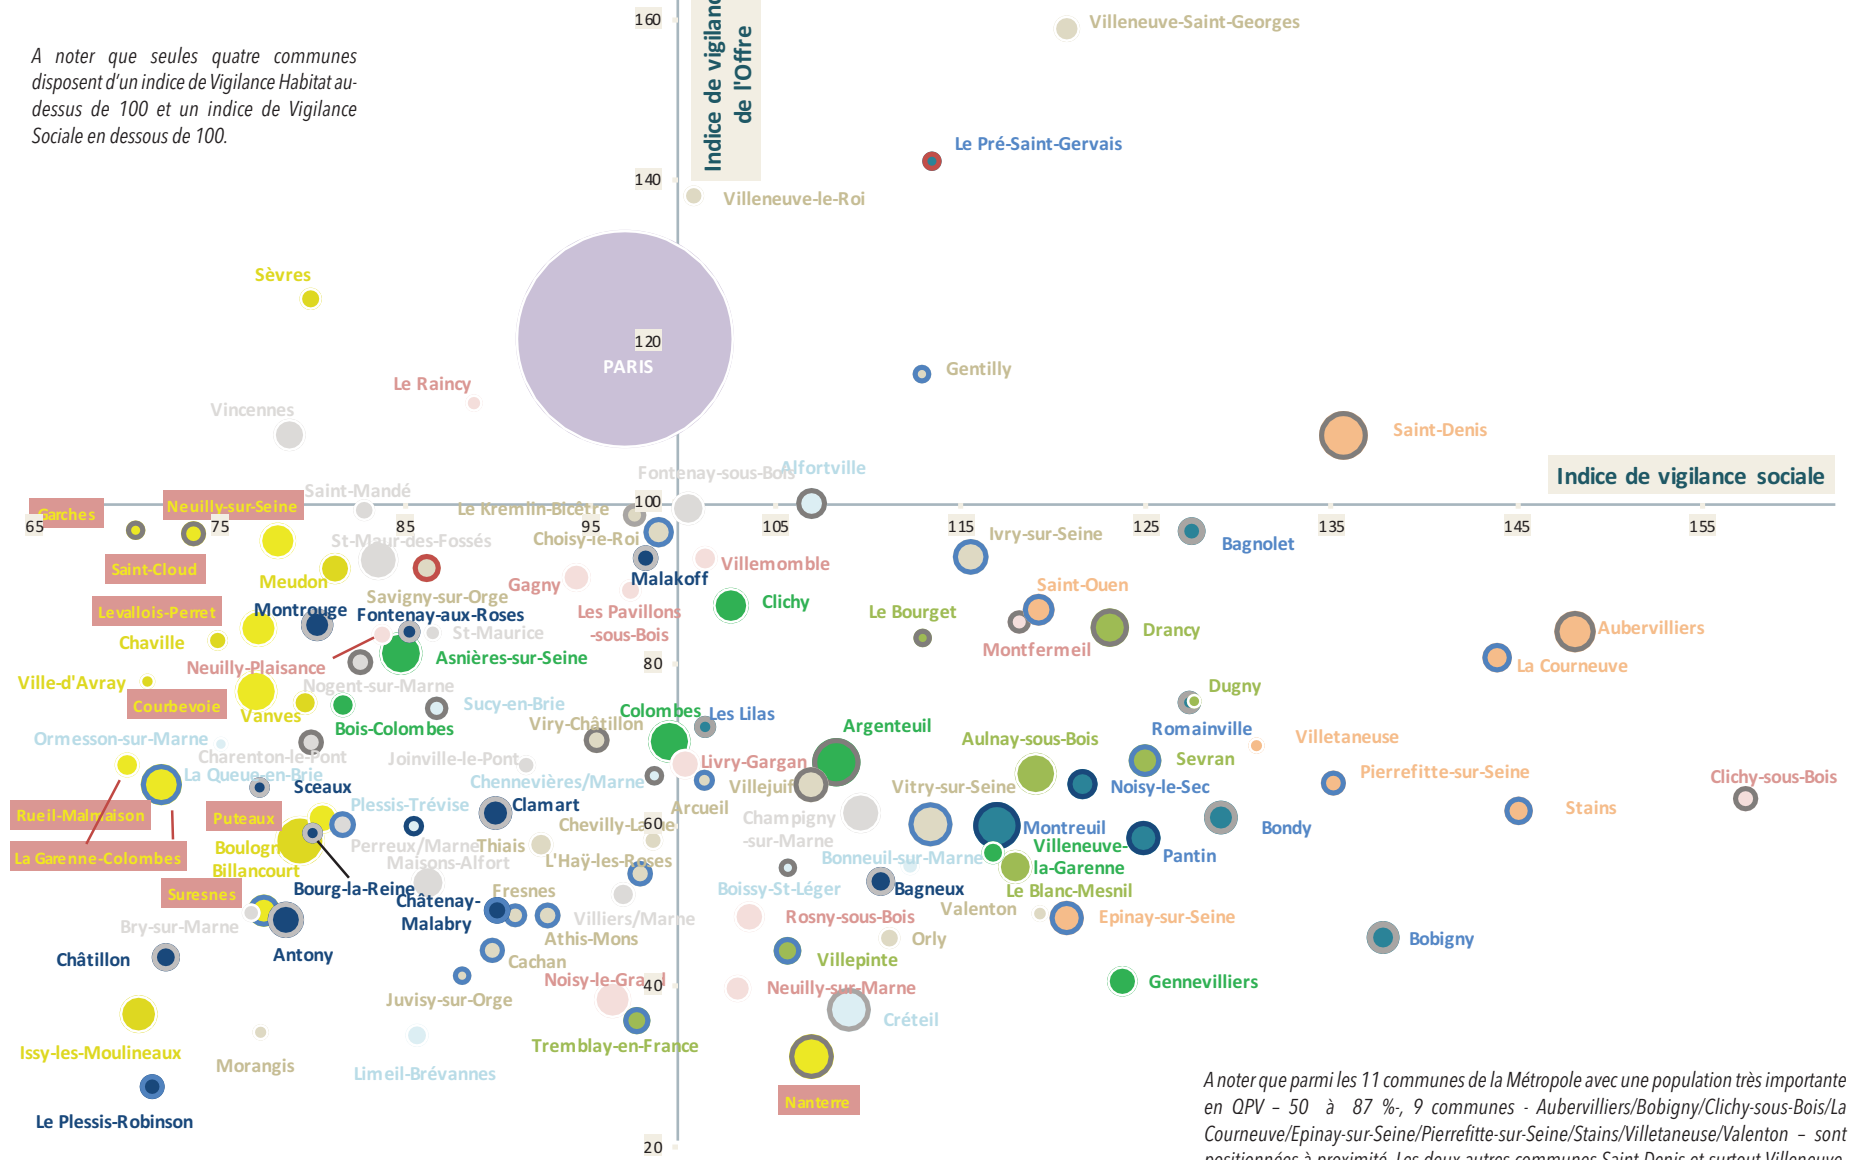 A noter que seules quatre communes
disposent d'un indice de Vigilance Habitat au-
dessus de 100 et un indice de Vigilance
Sociale en dessous de 100.
Indice de
de l'Offre
160
Villeneuve-Saint-Georges
Le Pré-Saint-Gervais
140
Villeneuve-le-Roi
Sèvres
120
PARIS
Gentilly
Le Raincy
Vincennes
Saint-Denis
Fontenay-sous-Bois
Alfortville
Indice de vigilance sociale
Saint-Mandé
100
Garches
Neuilly-sur-Seine
Le Kremlin-Bicêtre
65
75
85
95
105
115
125
135
145
155
St-Maur-des-Fossés
Choisy-le-Roi
Ivry-sur-Seine
Bagnolet
Saint-Cloud
Meudon
Malakoff
Villemomble
Gagny
Saint-Ouen
Savigny-sur-Orge
Levallois-Perret
Montrouge
Fontenay-aux-Roses
Les Pavillons
-sous-Bois
Clichy
Le Bourget
Drancy
Aubervilliers
Chaville
St-Maurice
Montfermeil
Neuilly-Plaisance
Asnières-sur-Seine
80
La Courneuve
Ville-d'Avray
Nogent-sur-Marne
Dugny
Courbevoie
Vanves
Sucy-en-Brie
Colombes
Les Lilas
Bois-Colombes
Viry-Châtillon
Argenteuil
Romainville
Villetaneuse
Ormesson-sur-Marne
Charenton-le-Pont
Joinville-le-Pont
Livry-Gargan
Aulnay-sous-Bois
Sevran
Pierrefitte-sur-Seine
La Queue-en-Brie
Chennevières/Marne
Villejuif
Vitry-sur-Seine
Noisy-le-Sec
Clichy-sous-Bois
Sceaux
Plessis-Trévise
Clamart
Arcueil
Stains
Rueil-Malmaison
Puteaux
Chevilly-Larue
60
Champigny
-sur-Marne
Montreuil
Bondy
La Garenne-Colombes
Boulogne
Billancourt
Perreux/Marne
Thiais
Maisons-Alfort
L'Haÿ-les-Roses
Bonneuil-sur-Marne
Villeneuve-
la-Garenne
Pantin
Suresnes
Bourg-la-Reine
Fresnes
Boissy-St-Léger
Bagneux
Le Blanc-Mesnil
Châtenay-
Malabry
Villiers/Marne
Rosny-sous-Bois
Valenton
Epinay-sur-Seine
Bry-sur-Marne
Antony
Athis-Mons
Orly
Bobigny
Châtillon
Cachan
Villepinte
Noisy-le-Grand
40
Neuilly-sur-Marne
Gennevilliers
Juvisy-sur-Orge
Créteil
Issy-les-Moulineaux
Tremblay-en-France
Morangis
Limeil-Brévannes
Nanterre
Le Plessis-Robinson
20
A noter que parmi les 11 communes de la Métropole avec une population très importante
en QPV – 50 à 87 %-, 9 communes - Aubervilliers/Bobigny/Clichy-sous-Bois/La
Courneuve/Epinay-sur-Seine/Pierrefitte-sur-Seine/Stains/Villetaneuse/Valenton – sont
positionnées à proximité. Les deux autres communes Saint-Denis et surtout Villeneuve-